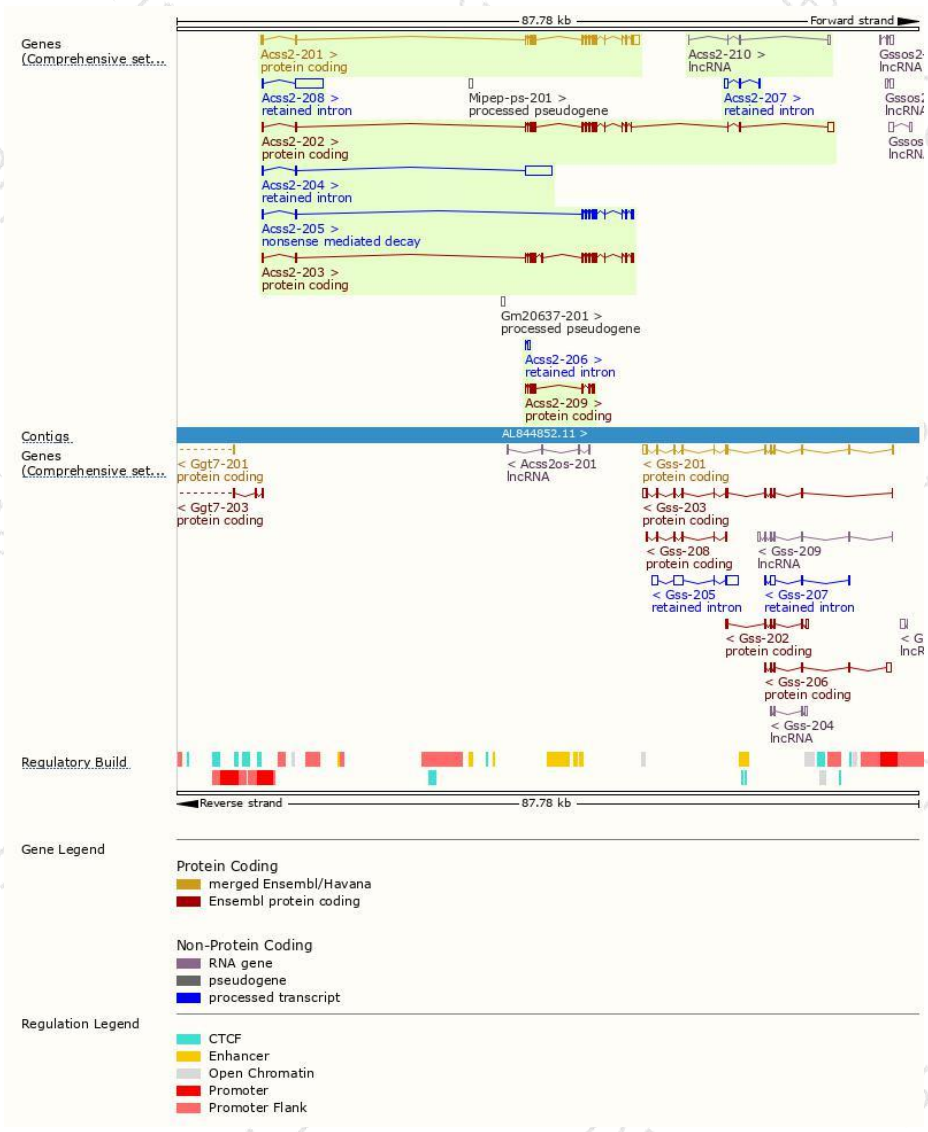 87.78 kb
Forward strand
Genes
(Comprehensive set...
Acss2-201 >
protein coding
Acss2-210 >
lncRNA
Gssos2-
lncRNA
Acss2-208 >
retained intron
Mipep-ps-201 >
processed pseudogene
Acss2-207 >
retained intron
Gssos2
lncRNA
Acss2-202 >
protein coding
Gssos
lncRN
Acss2-204 >
retained intron
Acss2-205 >
nonsense mediated decay
Acss2-203 >
protein coding
Gm20637-201 >
processed pseudogene
Acss2-206 >
retained intron
Acss2-209 >
protein coding
Contigs
AL844852.11 >
Genes
(Comprehensive set...
< Ggt7-201
protein coding
< Acss2os-201
lncRNA
< Gss-201
protein coding
< Ggt7-203
protein coding
< Gss-203
protein coding
< Gss-208
protein coding
< Gss-209
lncRNA
< Gss-205
retained intron
< Gss-207
retained intron
< Gss-202
protein coding
< G
lncR
< Gss-206
protein coding
< Gss-204
lncRNA
Regulatory Build
Reverse strand
87.78 kb
Gene Legend
Protein Coding
merged Ensembl/Havana
Ensembl protein coding
Non-Protein Coding
RNA gene
pseudogene
processed transcript
Regulation Legend
CTCF
Enhancer
Open Chromatin
Promoter
Promoter Flank